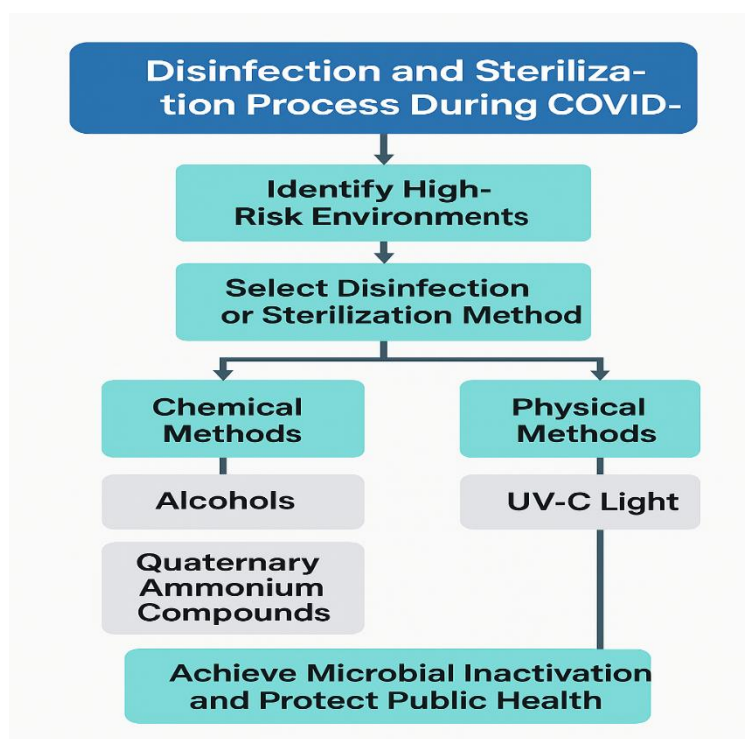 Disinfection and Steriliza-
tion Process During COVID-
Identify High-
Risk Environments
Select Disinfection
or Sterilization Method
Chemical
Methods
Physical
Methods
Alcohols
UV-C Light
Quaternary
Ammonium
Compounds
Achieve Microbial Inactivation
and Protect Public Health